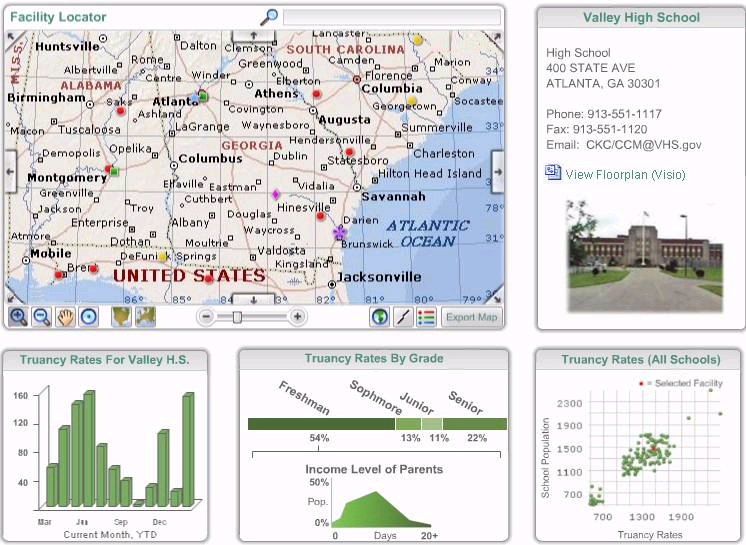 Facility Locator
Huntsville
Dalton
Clemson
Lancaster
SOUTH CAROLINA
Rome
Greenwood
Camden
Marion
Albertville
Centre
Winder
Elberton
Florence
Conway
34
MISS.
ALABAMA
Birmingham
Saks
Atlanta
Athens
Columbia
Georgetown
Socastee
Ashland
Covington
Augusta
Macon
Tuscaloosa
LaGrange
Waynesboro
Summerville
33°
Demopolis
Opelika
GEORGIA
Hendersonville
Columbus
Dublin
Statesboro
Charleston
Montgomery
Hilton Head Island
Greenville
Eufaville
Eastman
Vidalia
Savannah
Jackson
Troy
Cuthbert
Hinesville
78°
Enterprise
Albany
Douglas
Darien
ATLANTIC
OCEAN
Atmore
Waycross
Dothan
Moultrie
Brunswick
31°
Mobile
DeFuniak Springs
Valdosta
Kingsland
Brent
UNITED STATES
Jacksonville
86°
85°
84°
82°
81°
80°
79°
Export Map
Valley High School
High School
400 STATE AVE
ATLANTA, GA 30301
Phone: 913-551-1117
Fax: 913-551-1120
Email: CKC/CCM@VHS.gov
View Floorplan (Visio)
Truancy Rates For Valley H.S.
160
120
80
40
Mar Jun Sep Dec
Current Month, YTD
Truancy Rates By Grade
Freshman Sophmore Junior Senior
54% 13% 11% 22%
Income Level of Parents
50%
Pop.
0%
0 Days 20+
Truancy Rates (All Schools)
= Selected Facility
School Population
2300
1900
1500
1100
700
700 1300 1900
Truancy Rates